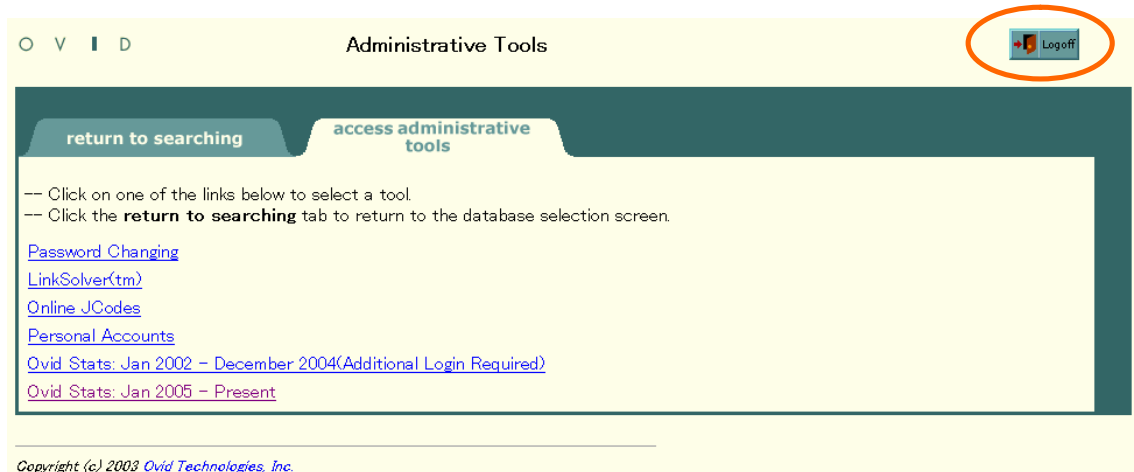 O V I D
Administrative Tools
Logoff
return to searching
access administrative
tools
-- Click on one of the links below to select a tool.
-- Click the return to searching tab to return to the database selection screen.
Password Changing
LinkSolver(tm)
Online JCodes
Personal Accounts
Ovid Stats: Jan 2002 - December 2004(Additional Login Required)
Ovid Stats: Jan 2005 - Present
Copyright (c) 2003 Ovid Technologies, Inc.